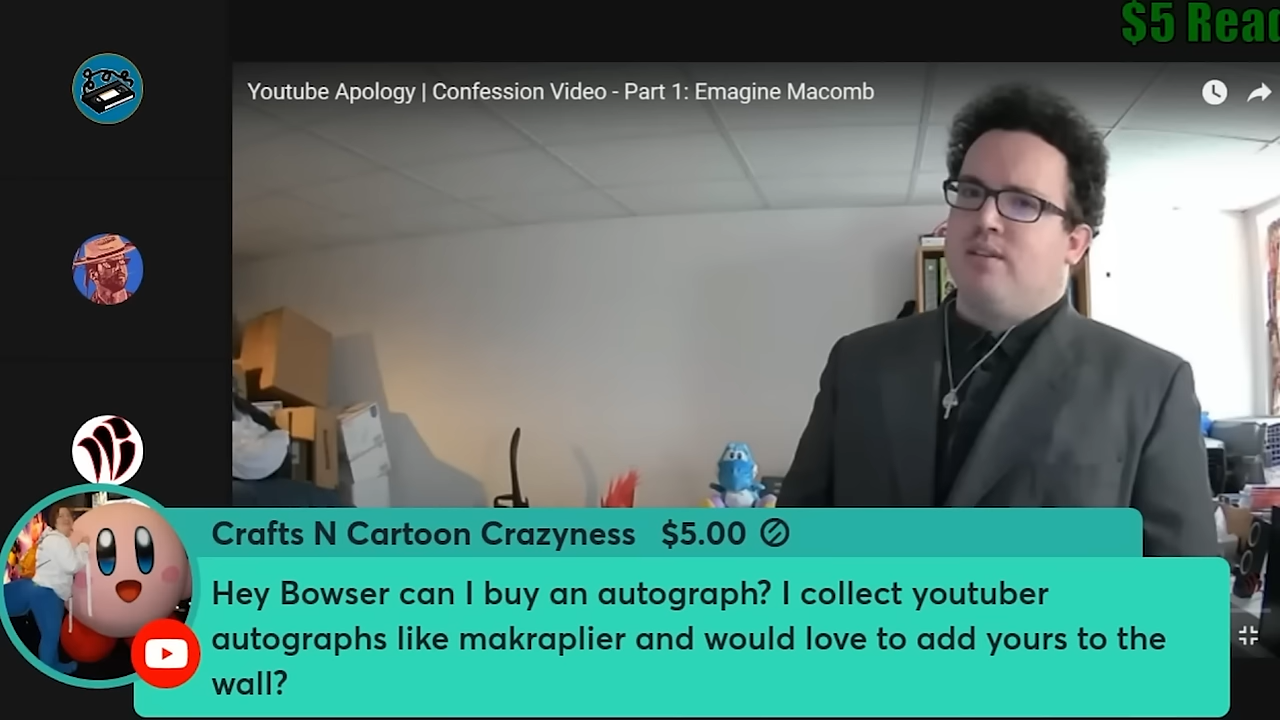 $5 Read
Youtube Apology | Confession Video - Part 1: Emagine Macomb
Crafts N Cartoon Crazyness $5.00
Hey Bowser can I buy an autograph? I collect youtuber
autographs like makraplier and would love to add yours to the
wall?